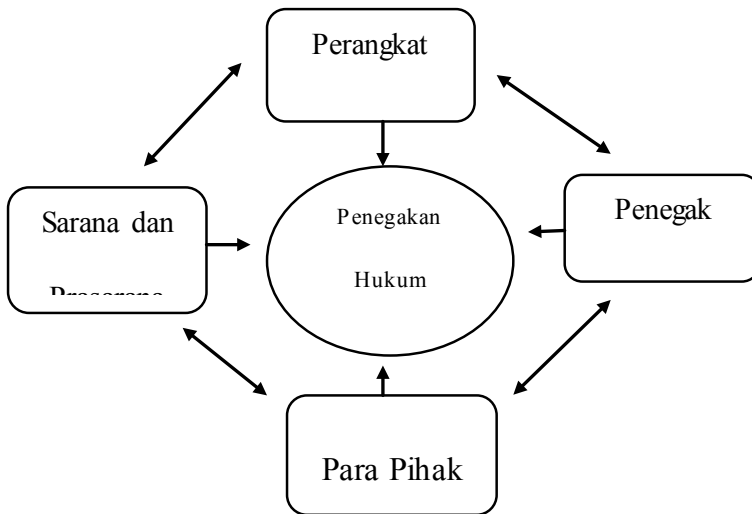 Perangkat
Sarana dan
Penegakan
Hukum
Penegak
Para Pihak